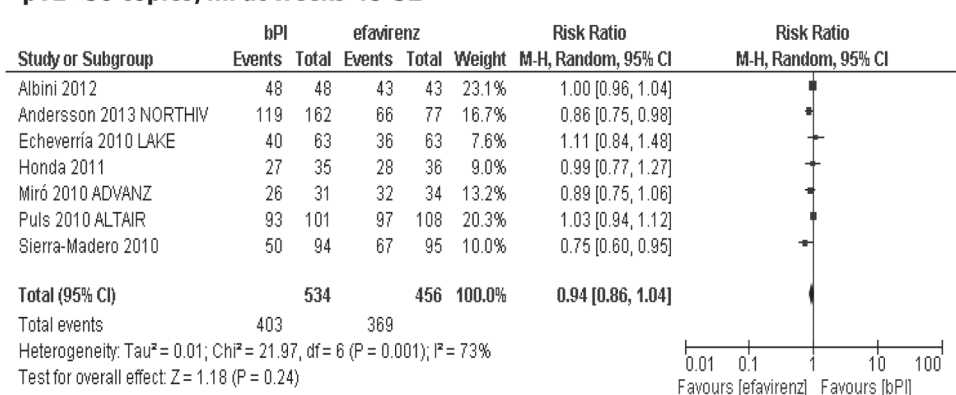 bPI efavirenz Risk Ratio Risk Ratio
Study or Subgroup Events Total Events Total Weight M-H, Random, 95% CI M-H, Random, 95% CI
Albini 2012 48 48 43 43 23.1% 1.00 [0.96, 1.04]
Andersson 2013 NORTHIV 119 162 66 77 16.7% 0.86 [0.75, 0.98]
Echeverría 2010 LAKE 40 63 36 63 7.6% 1.11 [0.84, 1.48]
Honda 2011 27 35 28 36 9.0% 0.99 [0.77, 1.27]
Miró 2010 ADVANZ 26 31 32 34 13.2% 0.89 [0.75, 1.06]
Puls 2010 ALTAIR 93 101 97 108 20.3% 1.03 [0.94, 1.12]
Sierra-Madero 2010 50 94 67 95 10.0% 0.75 [0.60, 0.95]
Total (95% CI) 534 456 100.0% 0.94 [0.86, 1.04]
Total events 403 369
Heterogeneity: Tau² = 0.01; Chi² = 21.97, df = 6 (P = 0.001); I² = 73%
Test for overall effect: Z = 1.18 (P = 0.24)
0.01 0.1 1 10 100
Favours [efavirenz] Favours [bPI]